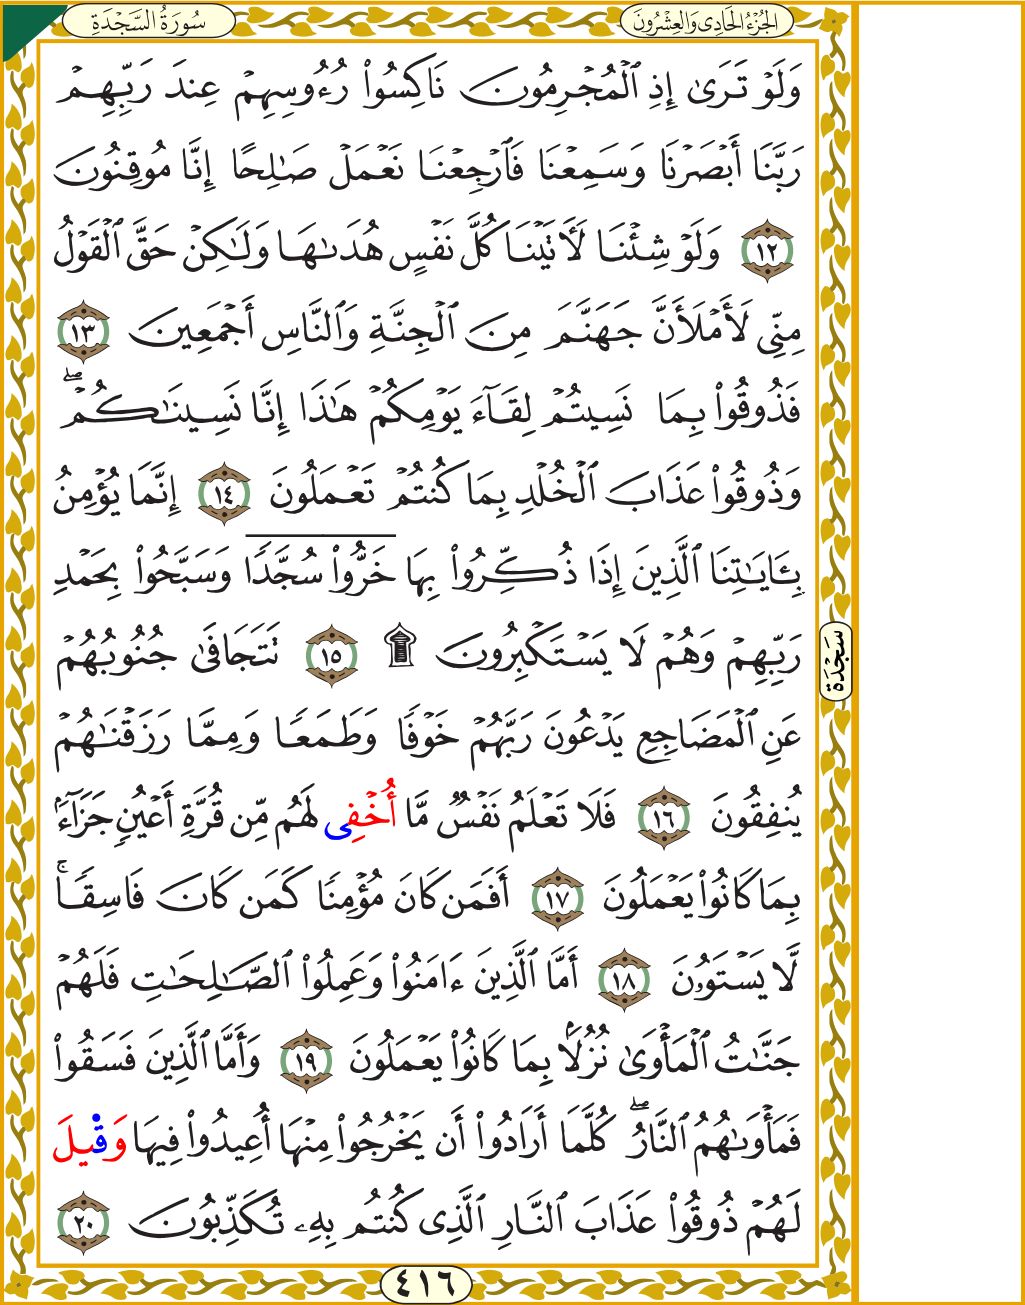 سُورَةُ السَّجْدَةِ
الجُزْءُ الحَادِي وَالعِشْرُونَ
وَلَوْ تَرَىٰ إِذِ ٱلْمُجْرِمُونَ نَاكِسُوا۟ رُءُوسِهِمْ عِندَ رَبِّهِمْ
رَبَّنَا أَبْصَرْنَا وَسَمِعْنَا فَٱرْجِعْنَا نَعْمَلْ صَـٰلِحًا إِنَّا مُوقِنُونَ
١٢ وَلَوْ شِئْنَا لَأٓتَيْنَا كُلَّ نَفْسٍ هُدَىٰهَا وَلَـٰكِنْ حَقَّ ٱلْقَوْلُ
مِنِّى لَأَمْلَأَنَّ جَهَنَّمَ مِنَ ٱلْجِنَّةِ وَٱلنَّاسِ أَجْمَعِينَ ١٣
فَذُوقُوا۟ بِمَا نَسِيتُمْ لِقَآءَ يَوْمِكُمْ هَـٰذَا إِنَّا نَسِينَـٰكُمْ ۖ
وَذُوقُوا۟ عَذَابَ ٱلْخُلْدِ بِمَا كُنتُمْ تَعْمَلُونَ ١٤ إِنَّمَا يُؤْمِنُ
بِـَٔايَـٰتِنَا ٱلَّذِينَ إِذَا ذُكِّرُوا۟ بِهَا خَرُّوا۟ سُجَّدًا وَسَبَّحُوا۟ بِحَمْدِ
رَبِّهِمْ وَهُمْ لَا يَسْتَكْبِرُونَ ۩ ١٥ تَتَجَافَىٰ جُنُوبُهُمْ
سَجْدَة
عَنِ ٱلْمَضَاجِعِ يَدْعُونَ رَبَّهُمْ خَوْفًا وَطَمَعًا وَمِمَّا رَزَقْنَـٰهُمْ
يُنفِقُونَ ١٦ فَلَا تَعْلَمُ نَفْسٌ مَّا أُخْفِى لَهُم مِّن قُرَّةِ أَعْيُنٍ جَزَآءًۢ
بِمَا كَانُوا۟ يَعْمَلُونَ ١٧ أَفَمَن كَانَ مُؤْمِنًا كَمَن كَانَ فَاسِقًا ۚ
لَّا يَسْتَوُۥنَ ١٨ أَمَّا ٱلَّذِينَ ءَامَنُوا۟ وَعَمِلُوا۟ ٱلصَّـٰلِحَـٰتِ فَلَهُمْ
جَنَّـٰتُ ٱلْمَأْوَىٰ نُزُلًۢا بِمَا كَانُوا۟ يَعْمَلُونَ ١٩ وَأَمَّا ٱلَّذِينَ فَسَقُوا۟
فَمَأْوَىٰهُمُ ٱلنَّارُ ۖ كُلَّمَا أَرَادُوا۟ أَن يَخْرُجُوا۟ مِنْهَا أُعِيدُوا۟ فِيهَا وَقِيلَ
لَهُمْ ذُوقُوا۟ عَذَابَ ٱلنَّارِ ٱلَّذِى كُنتُم بِهِۦ تُكَذِّبُونَ ٢٠
٤١٦